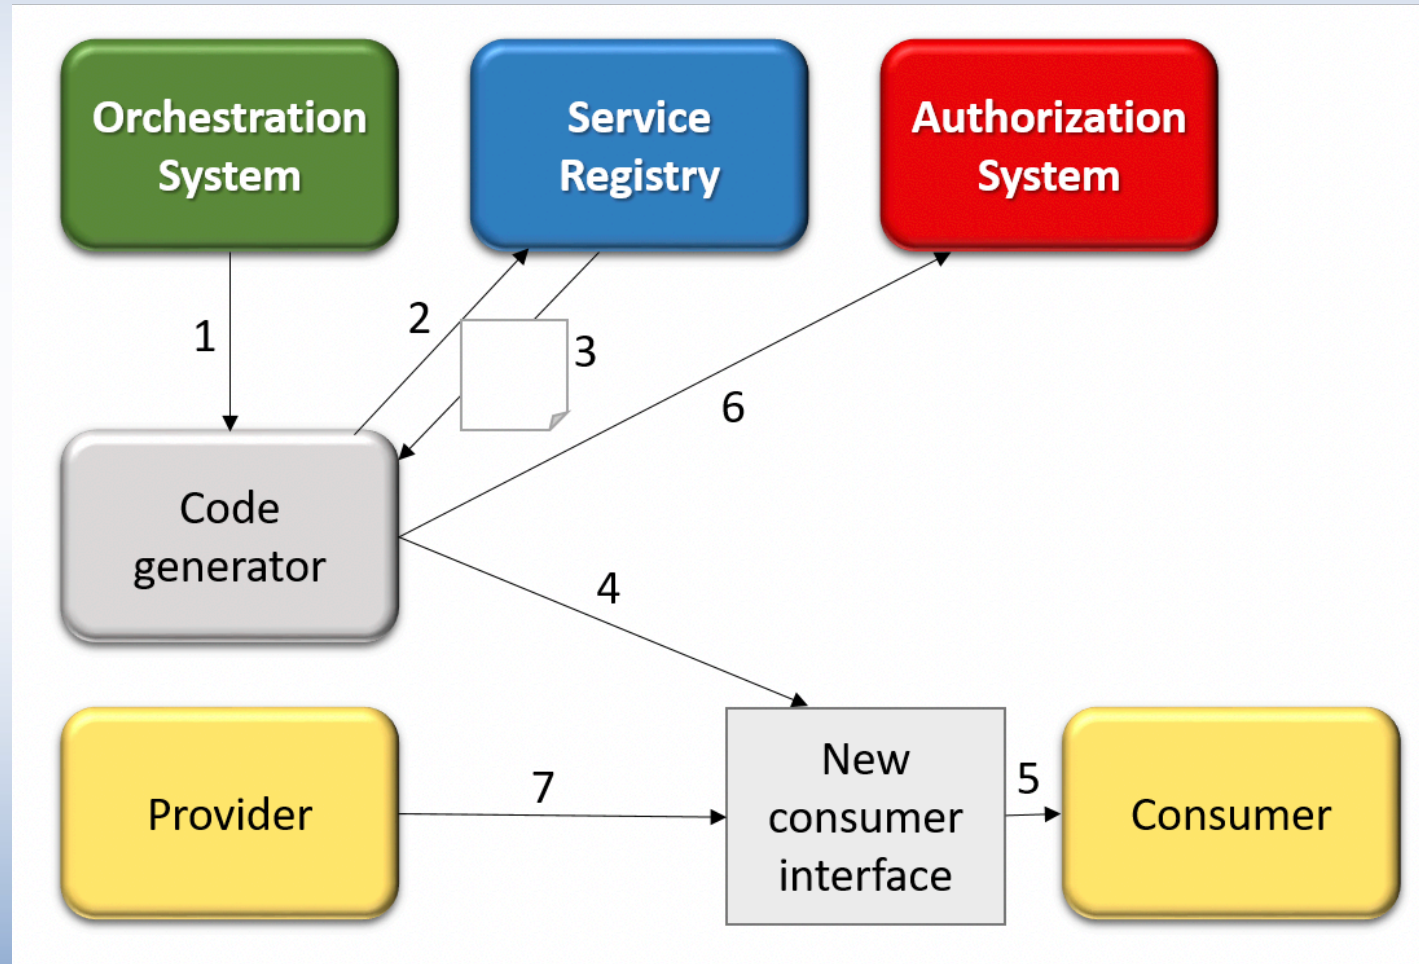 Orchestration
System
Service
Registry
Authorization
System
1
2
3
6
Code
generator
4
Provider
7
New
consumer
interface
5
Consumer